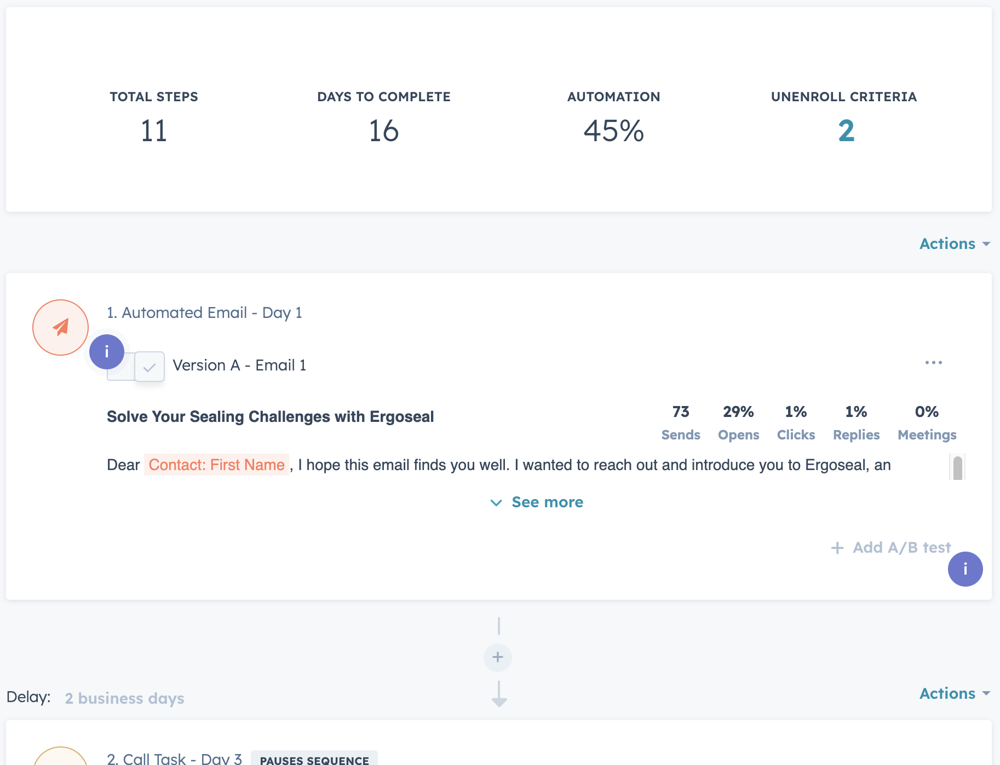 TOTAL STEPS
11
DAYS TO COMPLETE
16
AUTOMATION
45%
UNENROLL CRITERIA
2
Actions
1. Automated Email - Day 1
i
Version A - Email 1
Solve Your Sealing Challenges with Ergoseal
73 29% 1% 1% 0%
Sends Opens Clicks Replies Meetings
Dear Contact: First Name , I hope this email finds you well. I wanted to reach out and introduce you to Ergoseal, an
See more
+ Add A/B test
i
+
Delay: 2 business days
Actions
2. Call Task - Day 3 PAUSES SEQUENCE